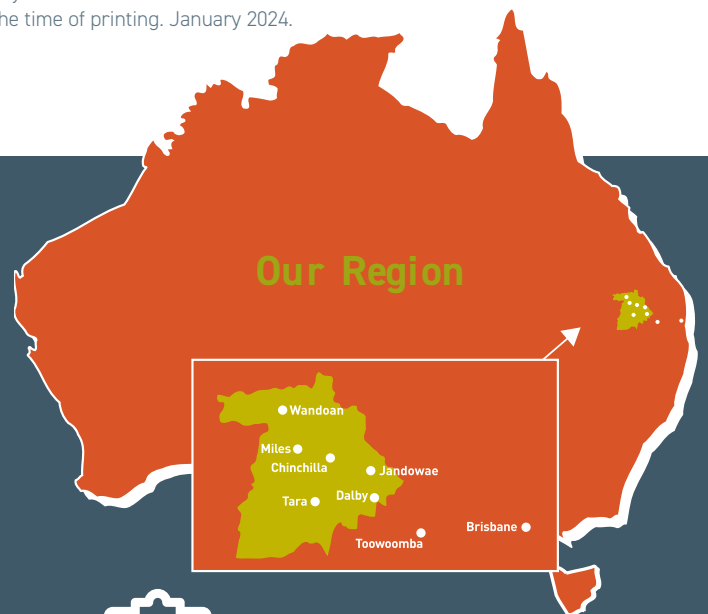 he time of printing. January 2024.
Our Region
Wandoan
Miles
Chinchilla
Jandowae
Tara
Dalby
Brisbane
Toowoomba